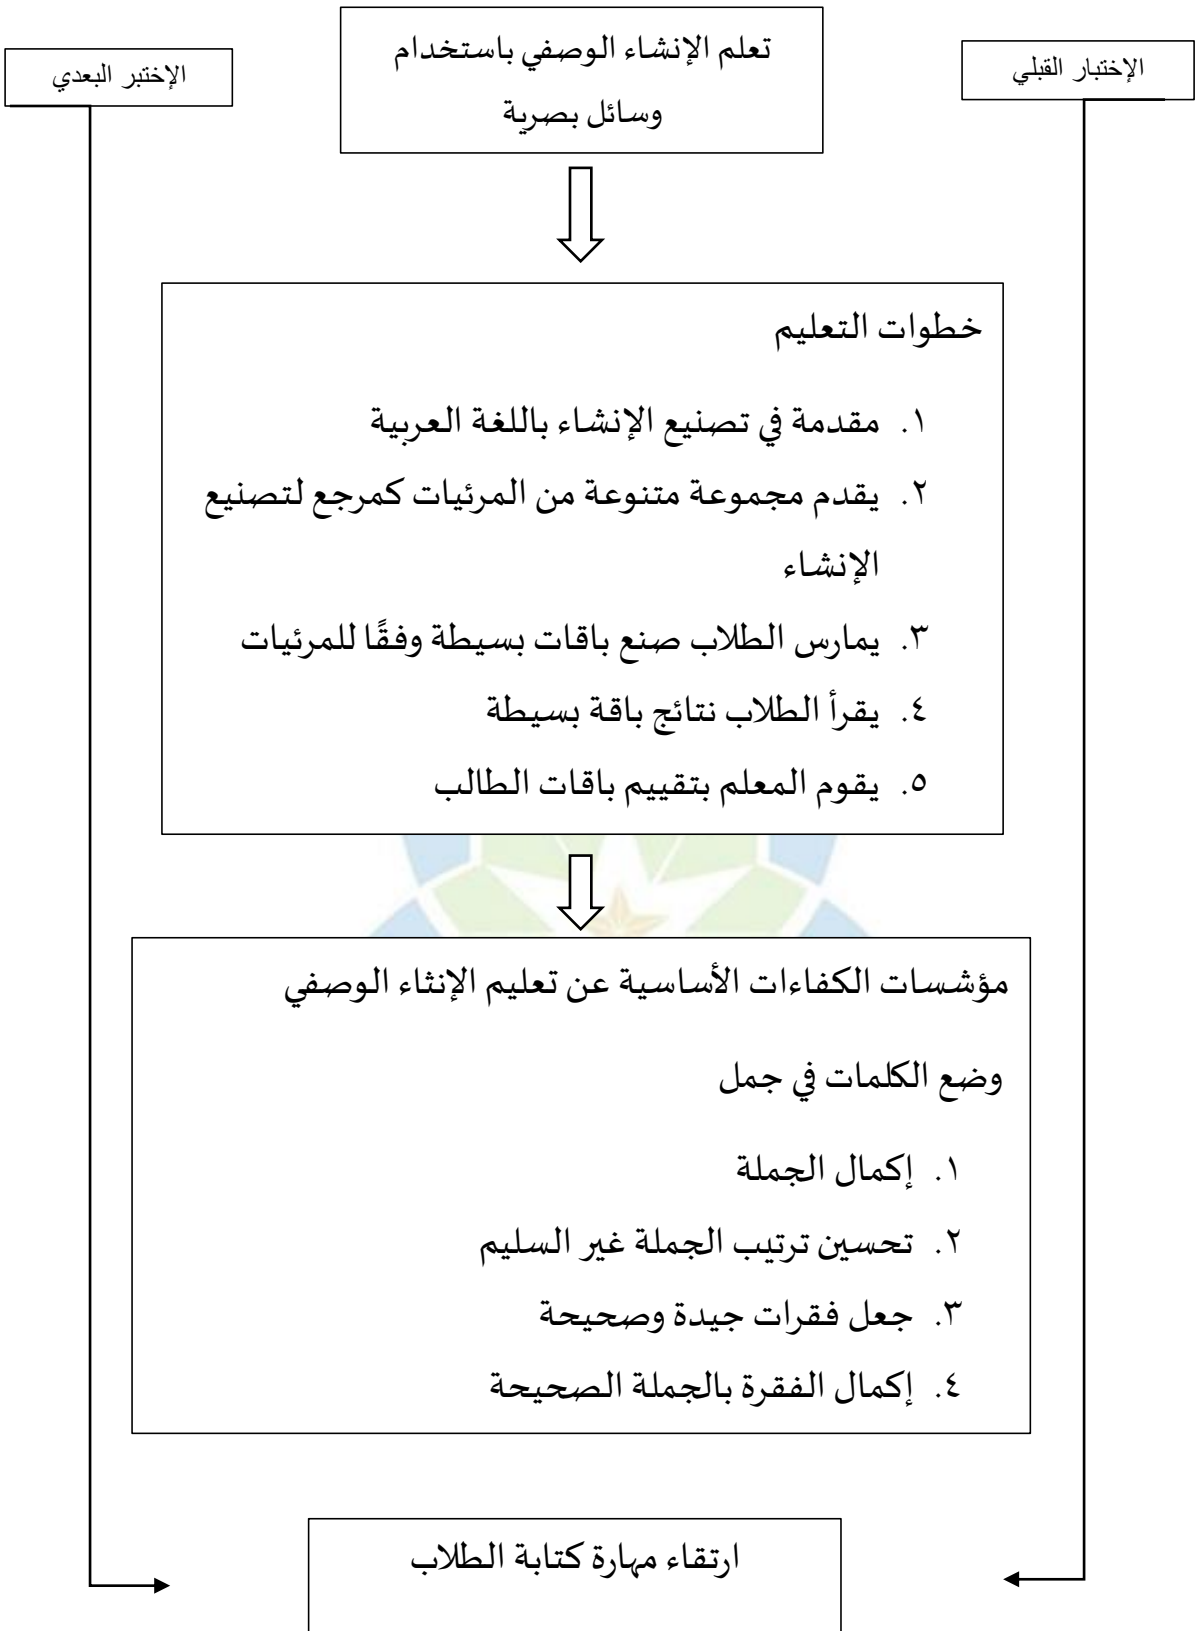 الإختبار القبلي
تعلم الإنشاء الوصفي باستخدام
وسائل بصرية
الإختبر البعدي
خطوات التعليم
١. مقدمة في تصنيع الإنشاء باللغة العربية
٢. يقدم مجموعة متنوعة من المرئيات كمرجع لتصنيع
الإنشاء
٣. يمارس الطلاب صنع باقات بسيطة وفقًا للمرئيات
٤. يقرأ الطلاب نتائج باقة بسيطة
٥. يقوم المعلم بتقييم باقات الطالب
مؤشسات الكفاءات الأساسية عن تعليم الإنثاء الوصفي
وضع الكلمات في جمل
١. إكمال الجملة
٢. تحسين ترتيب الجملة غير السليم
٣. جعل فقرات جيدة وصحيحة
٤. إكمال الفقرة بالجملة الصحيحة
ارتقاء مهارة كتابة الطلاب